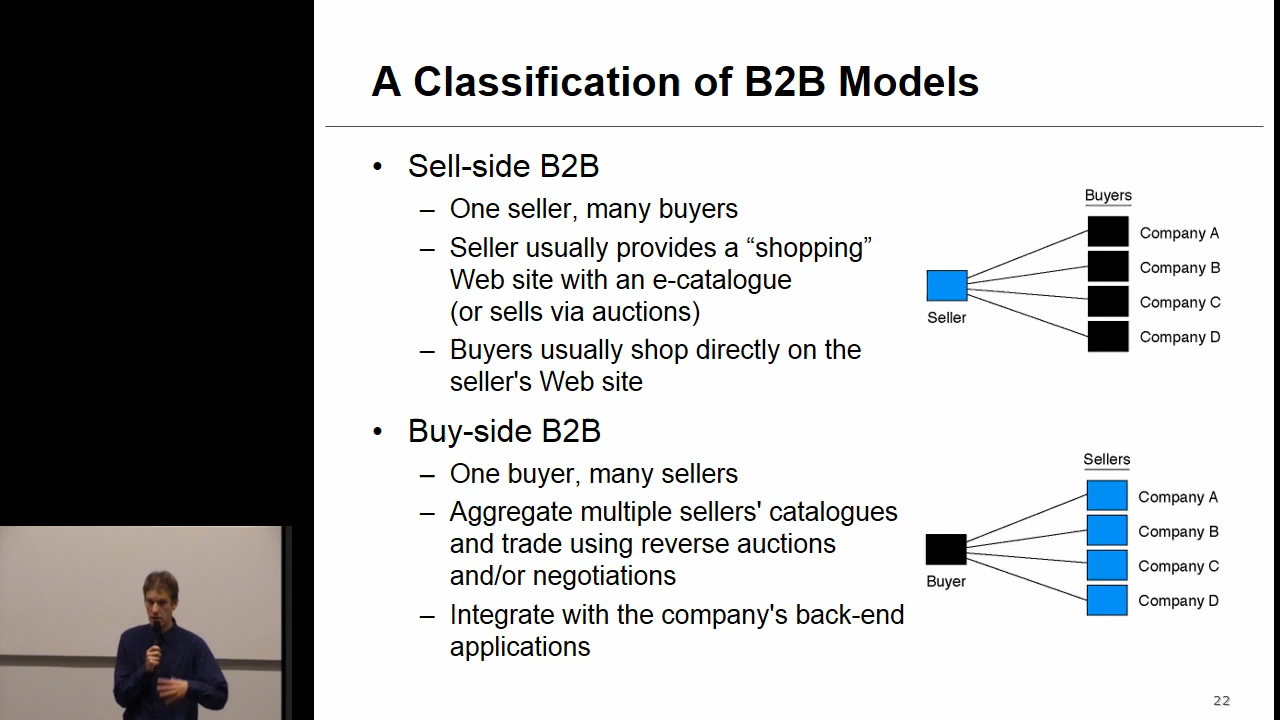 A Classification of B2B Models
• Sell-side B2B
– One seller, many buyers
– Seller usually provides a “shopping”
Web site with an e-catalogue
(or sells via auctions)
– Buyers usually shop directly on the
seller's Web site
Buyers
Company A
Company B
Company C
Company D
Seller
• Buy-side B2B
– One buyer, many sellers
– Aggregate multiple sellers' catalogues
and trade using reverse auctions
and/or negotiations
– Integrate with the company's back-end
applications
Sellers
Company A
Company B
Company C
Company D
Buyer
22